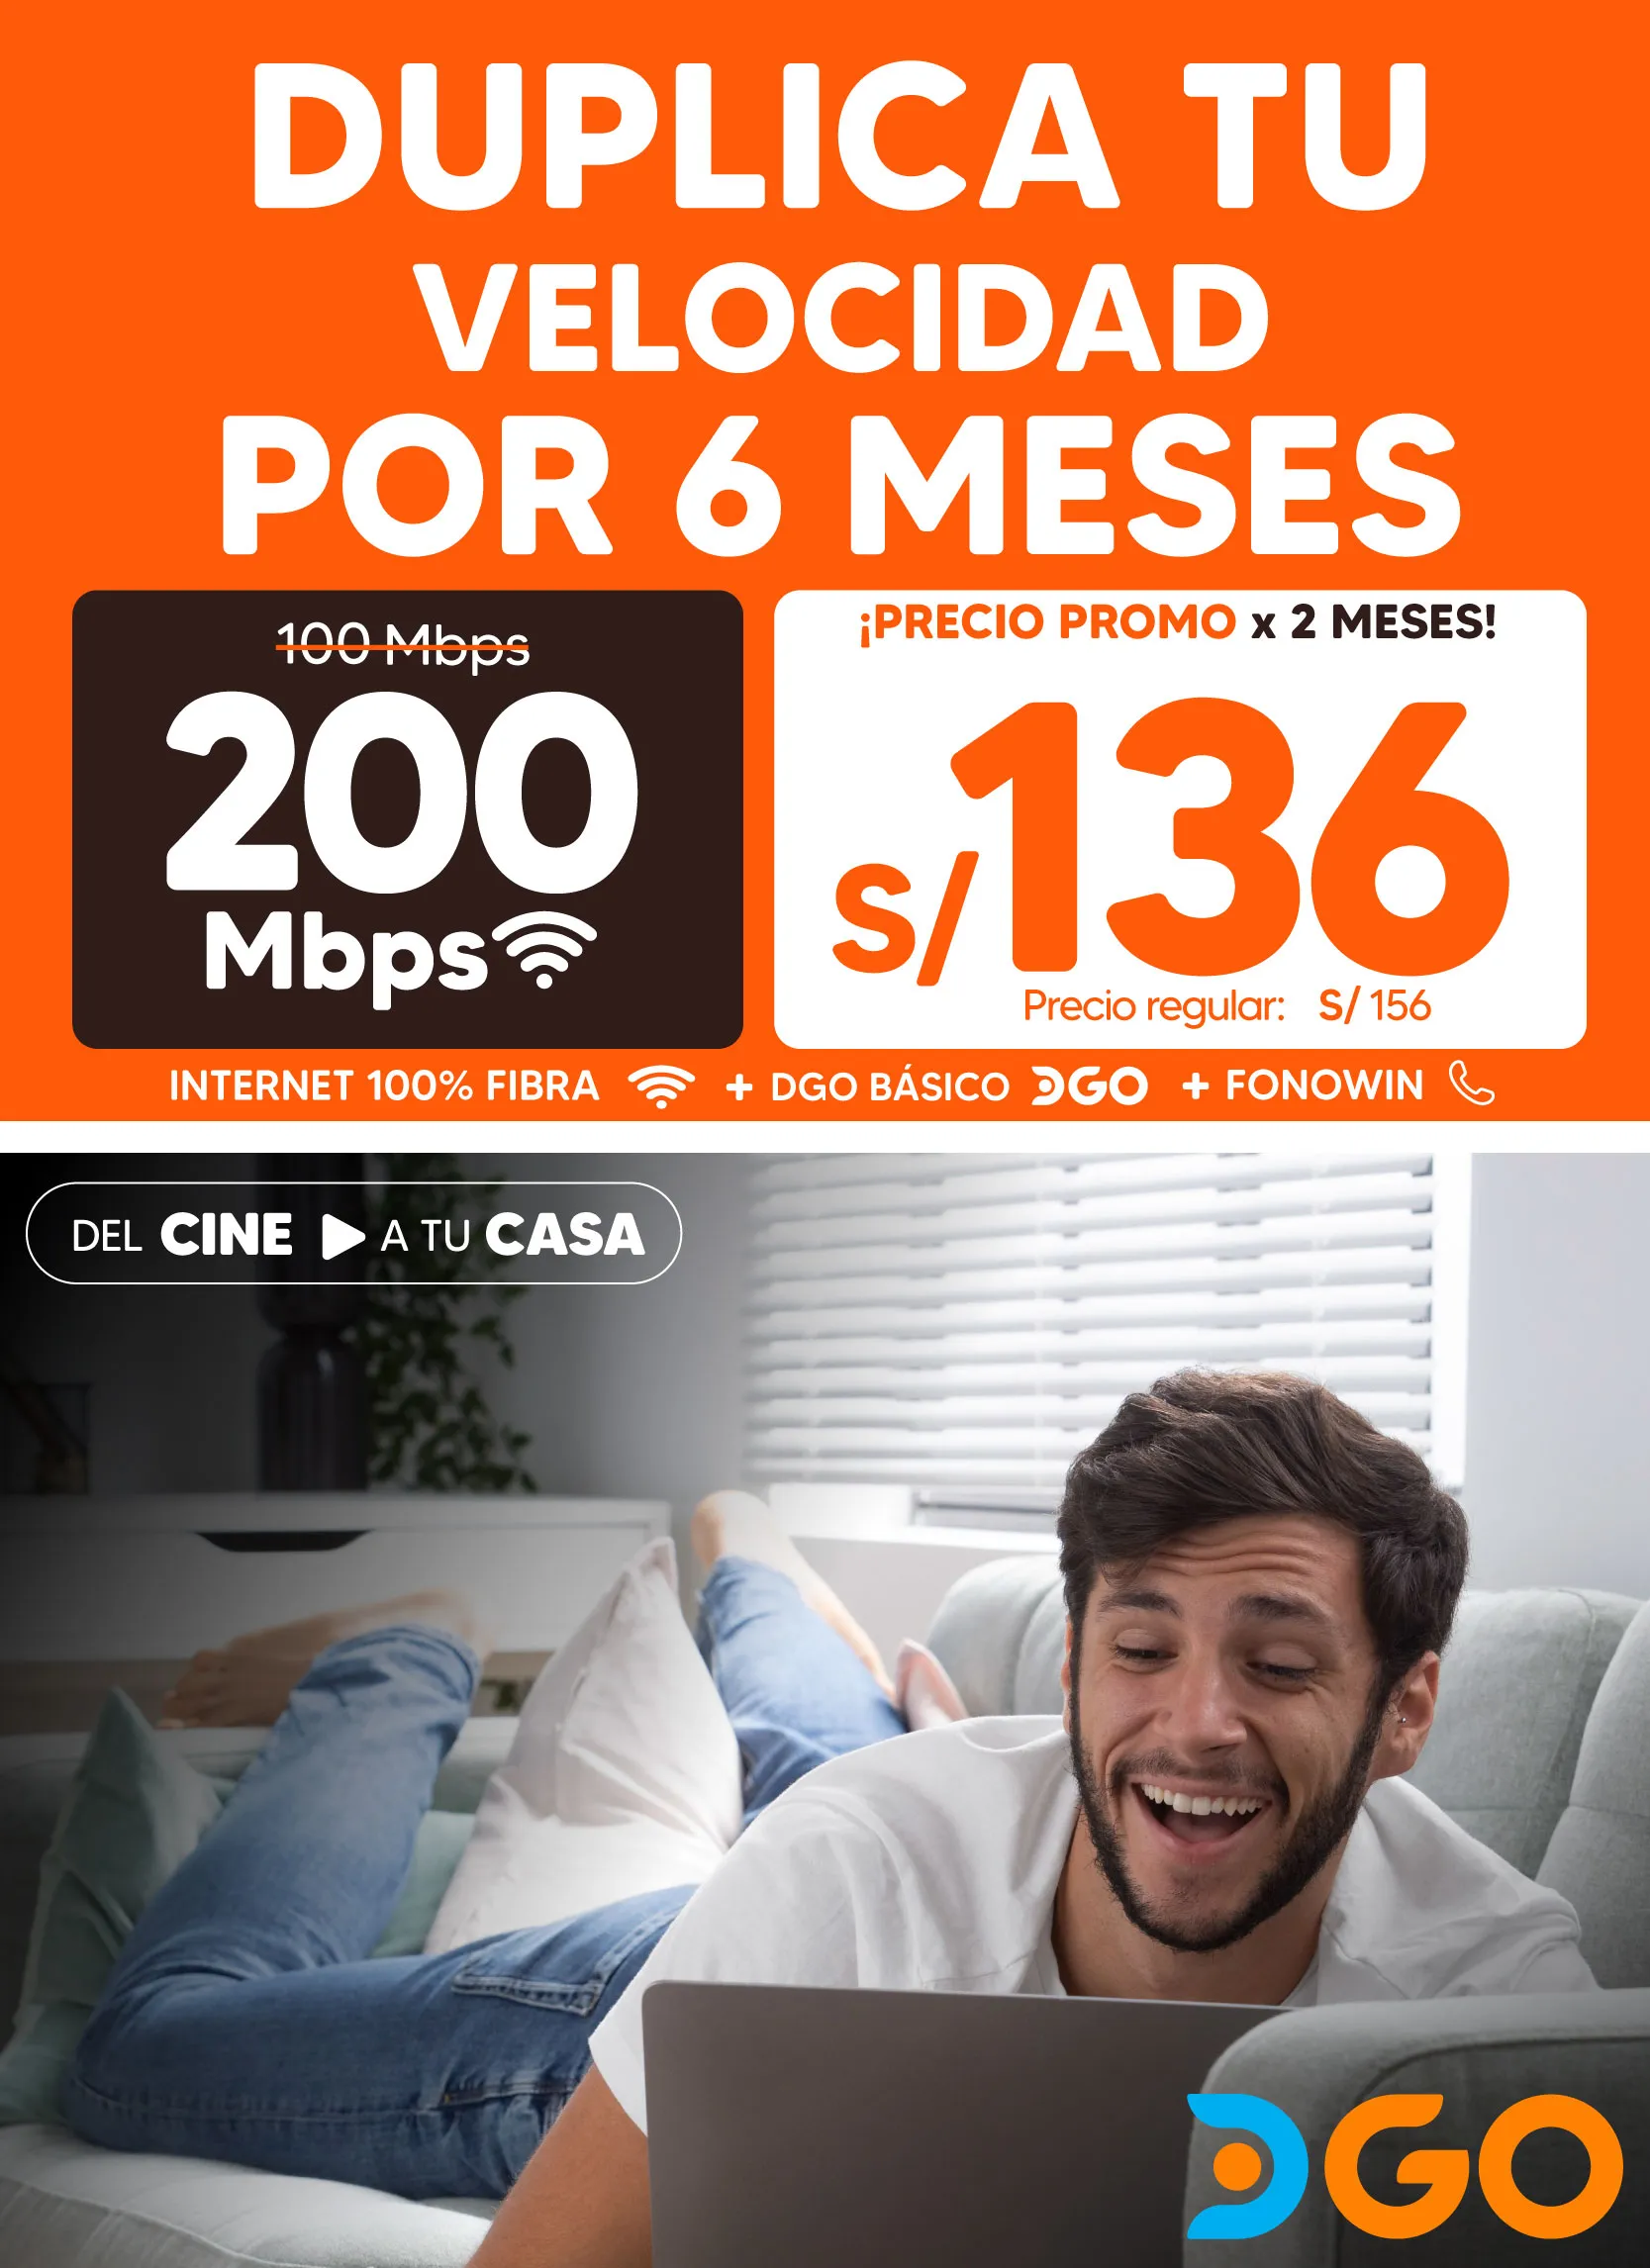 DUPLICA TU
VELOCIDAD
POR 6 MESES
100 Mbps
200
Mbps
¡PRECIO PROMO x 2 MESES!
S/136
Precio regular: S/ 156
INTERNET 100% FIBRA + DGO BÁSICO DGO + FONOWIN
DEL CINE A TU CASA
DGO